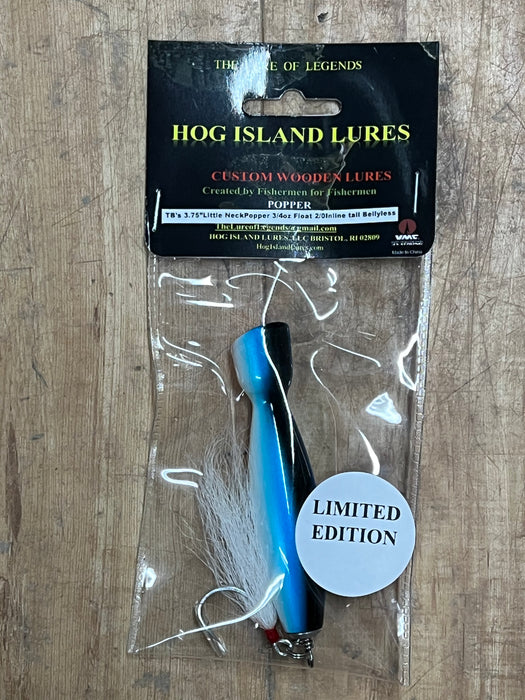 THE LURE OF LEGENDS
HOG ISLAND LURES
CUSTOM WOODEN LURES
Created by Fishermen for Fishermen
POPPER
TB's 3.75"Little NeckPopper 3/4oz Float 2/0Inline tail Bellyless
TheLureofLegends@gmail.com
HOG ISLAND LURES, LLC BRISTOL, RI 02809
HogIslandLures.com
VMC
Made In China
LIMITED
EDITION